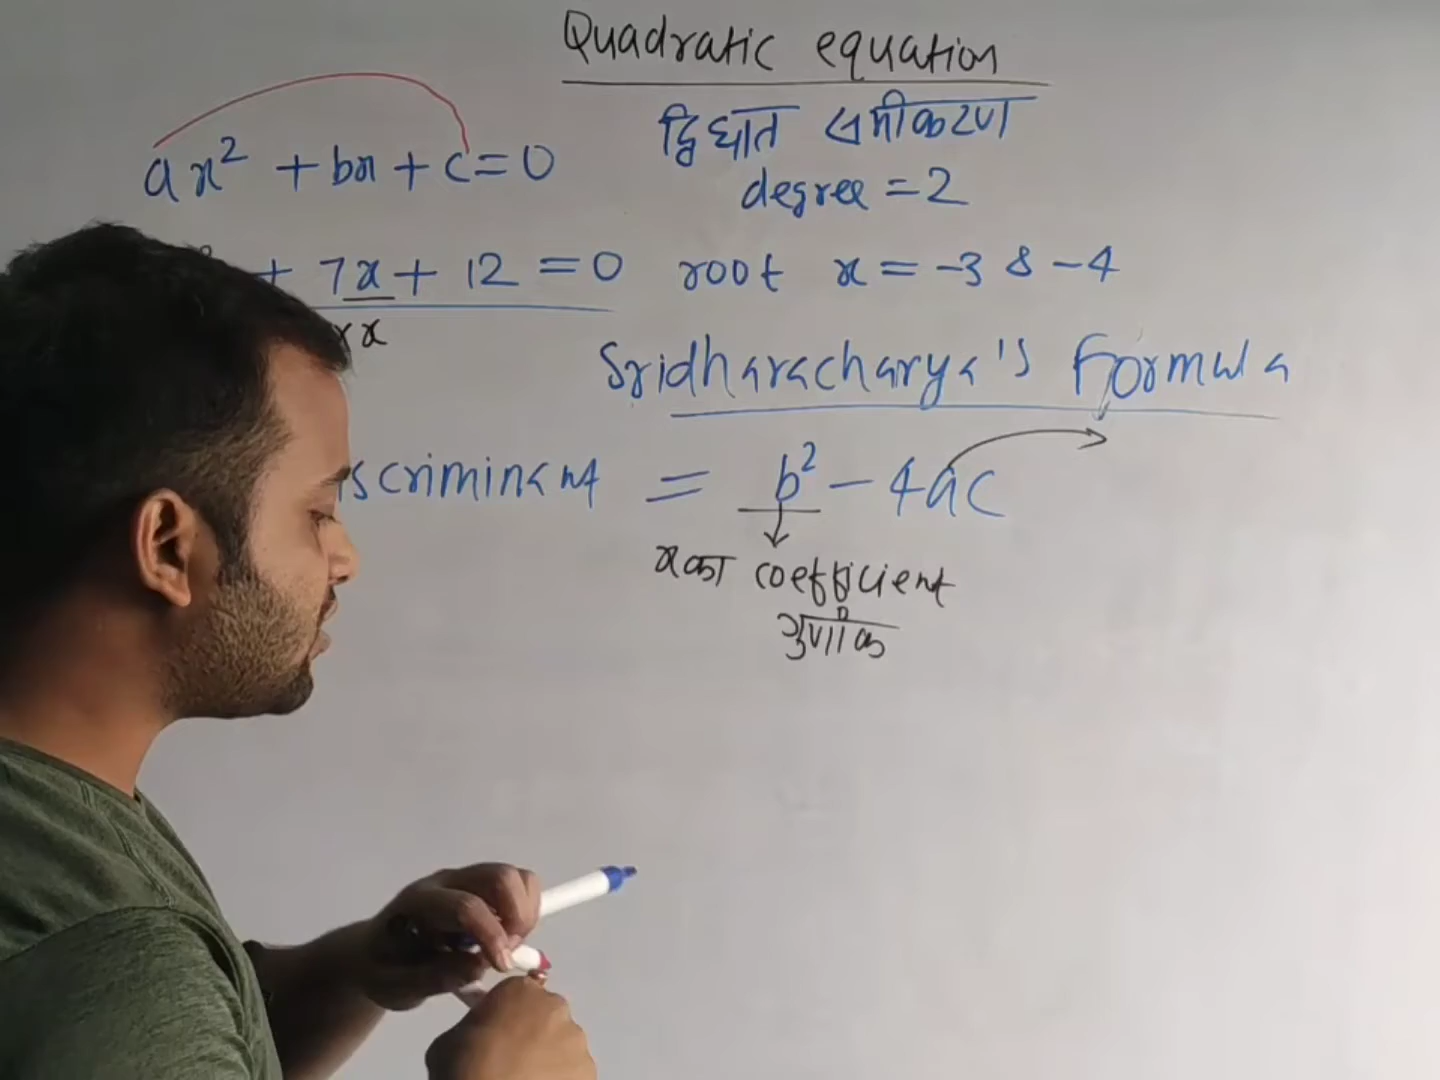 Quadratic equation
द्विघात समीकरण
ax² + bx + c = 0
degree = 2
+ 7x + 12 = 0 root x = -3 & -4
x
Sridharacharya's Formula
scriminant = b² - 4ac
x का coefficient
गुणांक